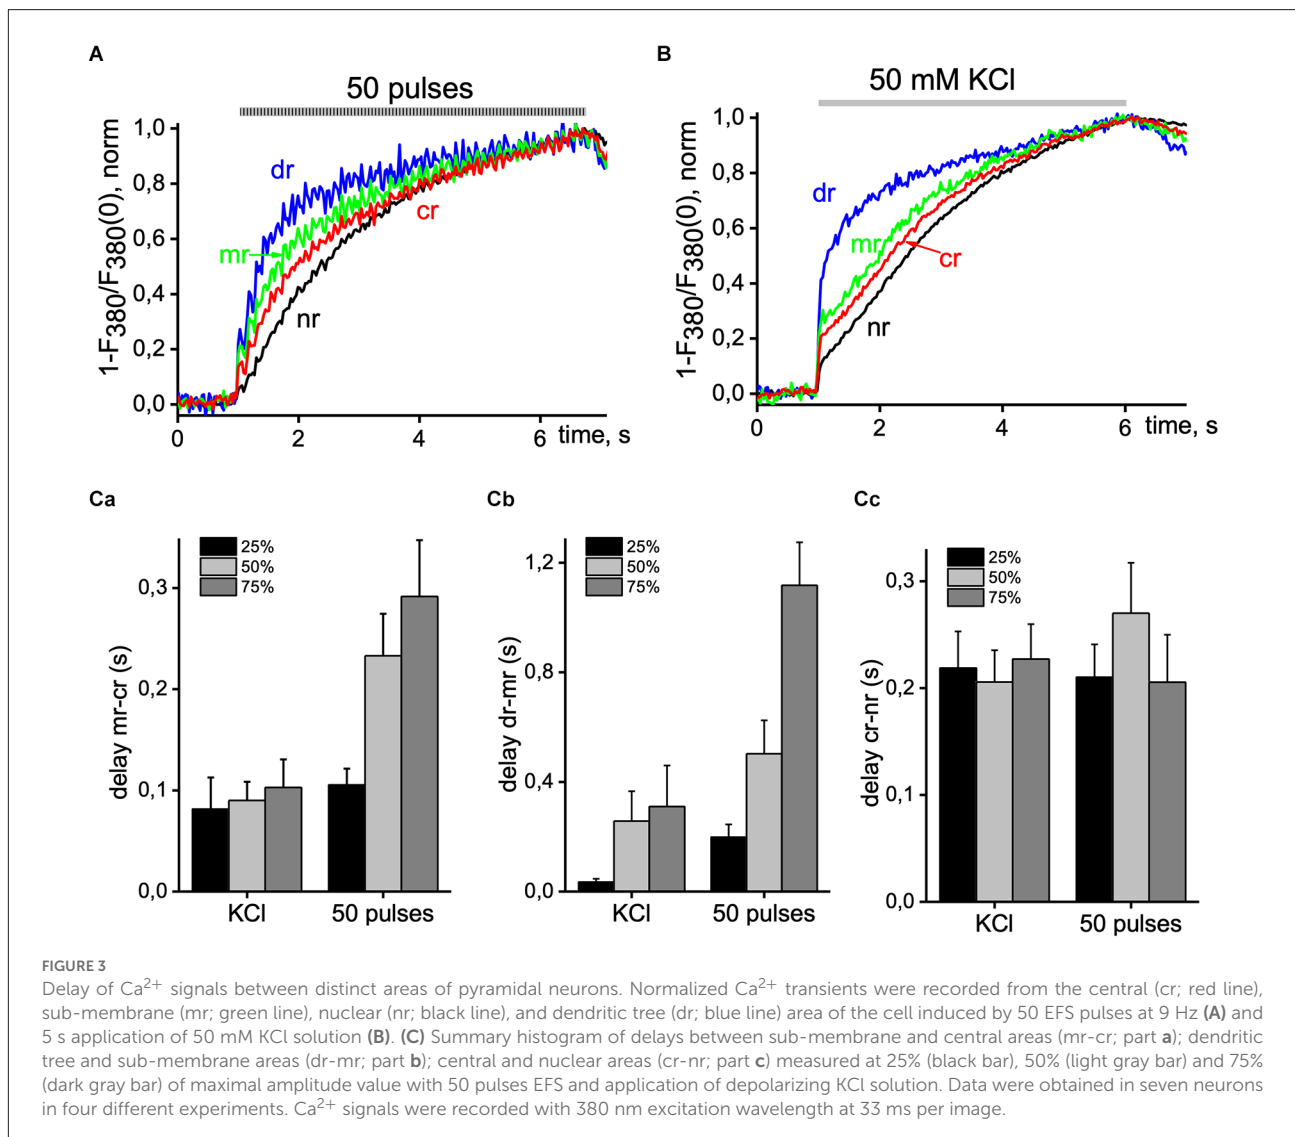 A
50 pulses
1-F380/F380(0), norm
1,0
0,8
0,6
0,4
0,2
0,0
dr
mr
cr
nr
0
2
4
6
time, s
B
50 mM KCl
1-F380/F380(0), norm
1,0
0,8
0,6
0,4
0,2
0,0
dr
mr
cr
nr
0
2
4
6
time, s
Ca
delay mr-cr (s)
0,3
0,2
0,1
0,0
25%
50%
75%
KCl
50 pulses
Cb
delay dr-mr (s)
1,2
0,8
0,4
0,0
25%
50%
75%
KCl
50 pulses
Cc
delay cr-nr (s)
0,3
0,2
0,1
0,0
25%
50%
75%
KCl
50 pulses
FIGURE 3
Delay of Ca2+ signals between distinct areas of pyramidal neurons. Normalized Ca2+ transients were recorded from the central (cr; red line),
sub-membrane (mr; green line), nuclear (nr; black line), and dendritic tree (dr; blue line) area of the cell induced by 50 EFS pulses at 9 Hz (A) and
5 s application of 50 mM KCl solution (B). (C) Summary histogram of delays between sub-membrane and central areas (mr-cr; part a); dendritic
tree and sub-membrane areas (dr-mr; part b); central and nuclear areas (cr-nr; part c) measured at 25% (black bar), 50% (light gray bar) and 75%
(dark gray bar) of maximal amplitude value with 50 pulses EFS and application of depolarizing KCl solution. Data were obtained in seven neurons
in four different experiments. Ca2+ signals were recorded with 380 nm excitation wavelength at 33 ms per image.